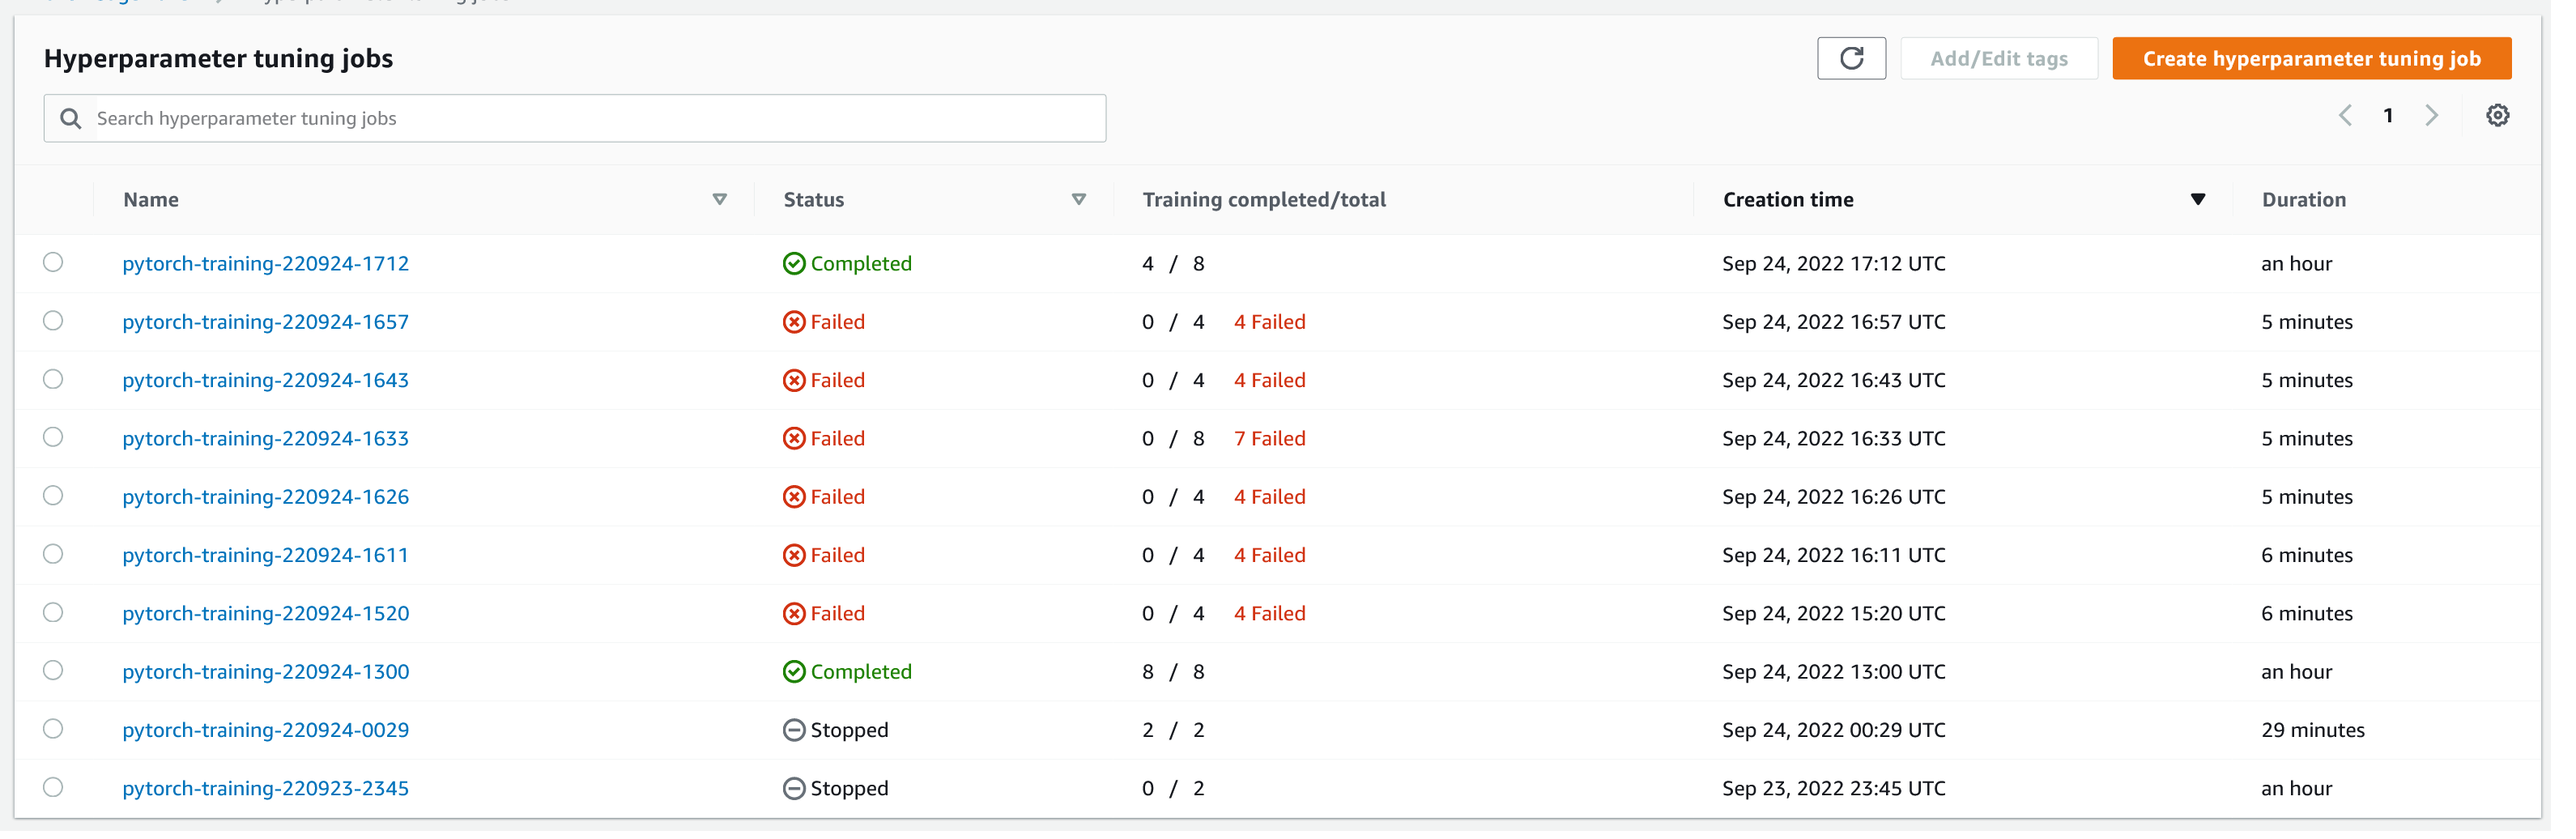 Hyperparameter tuning jobs
Add/Edit tags
Create hyperparameter tuning job
Search hyperparameter tuning jobs
1
Name Status Training completed/total Creation time Duration
pytorch-training-220924-1712 Completed 4 / 8 Sep 24, 2022 17:12 UTC an hour
pytorch-training-220924-1657 Failed 0 / 4 4 Failed Sep 24, 2022 16:57 UTC 5 minutes
pytorch-training-220924-1643 Failed 0 / 4 4 Failed Sep 24, 2022 16:43 UTC 5 minutes
pytorch-training-220924-1633 Failed 0 / 8 7 Failed Sep 24, 2022 16:33 UTC 5 minutes
pytorch-training-220924-1626 Failed 0 / 4 4 Failed Sep 24, 2022 16:26 UTC 5 minutes
pytorch-training-220924-1611 Failed 0 / 4 4 Failed Sep 24, 2022 16:11 UTC 6 minutes
pytorch-training-220924-1520 Failed 0 / 4 4 Failed Sep 24, 2022 15:20 UTC 6 minutes
pytorch-training-220924-1300 Completed 8 / 8 Sep 24, 2022 13:00 UTC an hour
pytorch-training-220924-0029 Stopped 2 / 2 Sep 24, 2022 00:29 UTC 29 minutes
pytorch-training-220923-2345 Stopped 0 / 2 Sep 23, 2022 23:45 UTC an hour